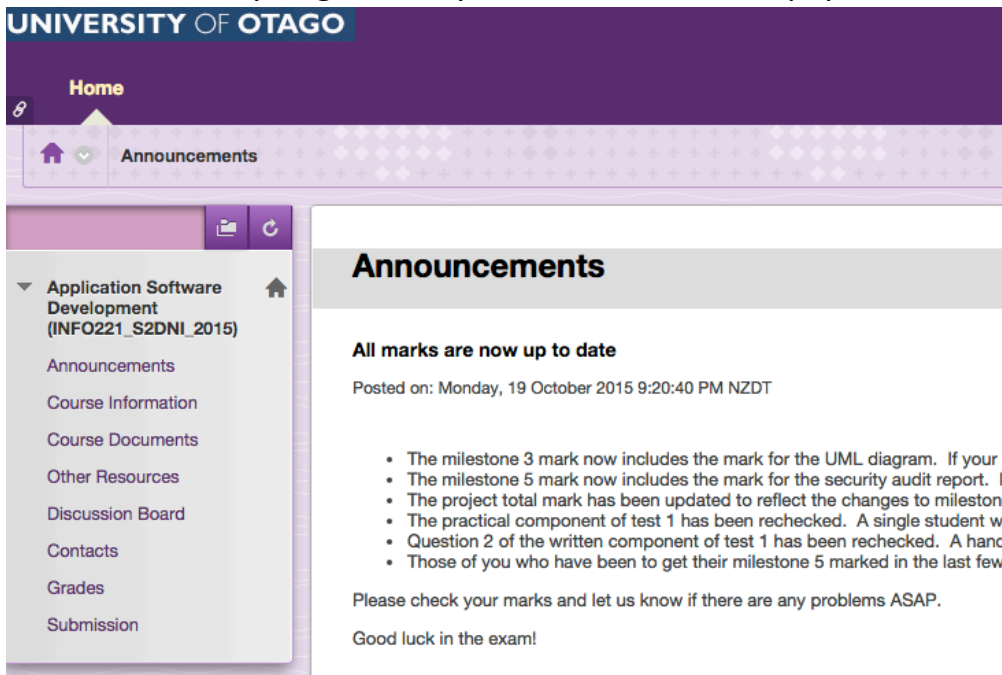 UNIVERSITY OF OTAGO
Home
Announcements
Application Software
Development
(INFO221_S2DNI_2015)
Announcements
Course Information
Course Documents
Other Resources
Discussion Board
Contacts
Grades
Submission
Announcements
All marks are now up to date
Posted on: Monday, 19 October 2015 9:20:40 PM NZDT
• The milestone 3 mark now includes the mark for the UML diagram.  If your
• The milestone 5 mark now includes the mark for the security audit report.
• The project total mark has been updated to reflect the changes to mileston
• The practical component of test 1 has been rechecked.  A single student w
• Question 2 of the written component of test 1 has been rechecked.  A hand
• Those of you who have been to get their milestone 5 marked in the last few
Please check your marks and let us know if there are any problems ASAP.
Good luck in the exam!